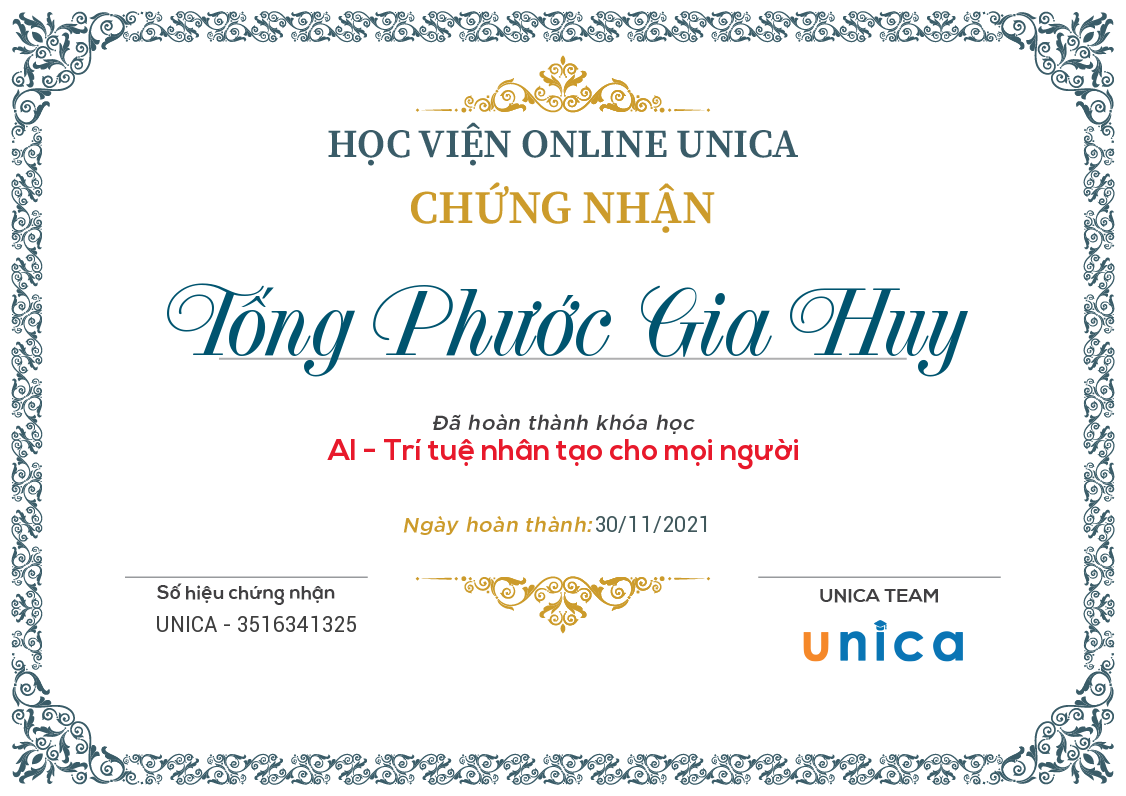 HỌC VIỆN ONLINE UNICA
CHỨNG NHẬN
Tống Phước Gia Huy
Đã hoàn thành khóa học
AI - Trí tuệ nhân tạo cho mọi người
Ngày hoàn thành: 30/11/2021
Số hiệu chứng nhận
UNICA - 3516341325
UNICA TEAM
unica